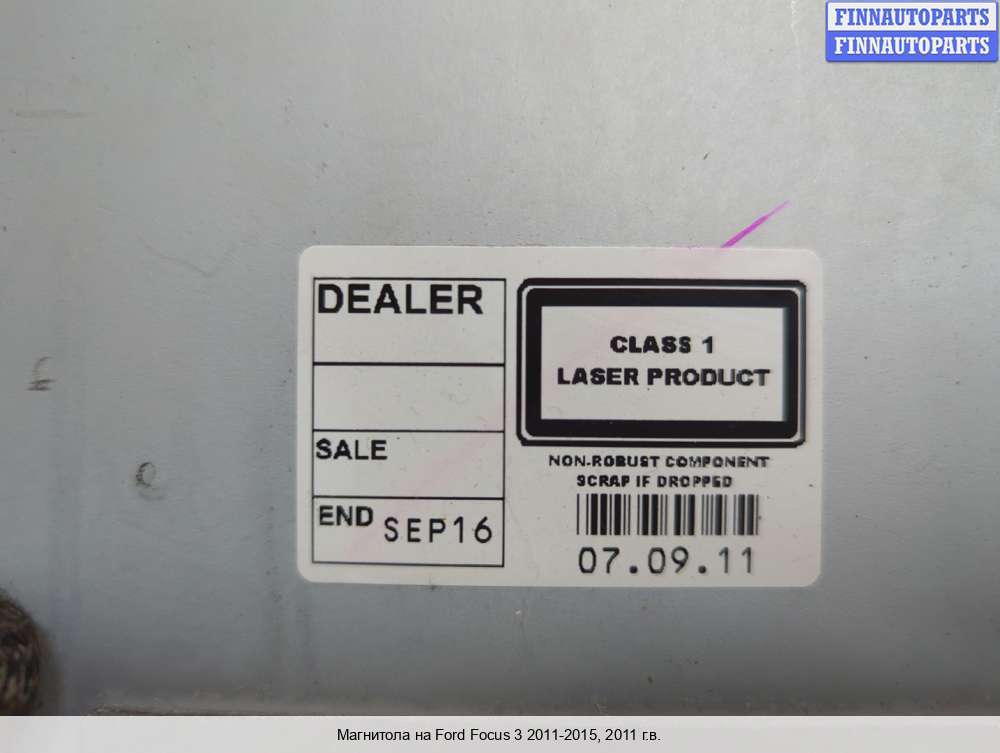 FINNAUTOPARTS
FINNAUTOPARTS
DEALER
SALE
END SEP16
CLASS 1
LASER PRODUCT
NON-ROBUST COMPONENT
SCRAP IF DROPPED
07.09.11
Магнитола на Ford Focus 3 2011-2015, 2011 г.в.